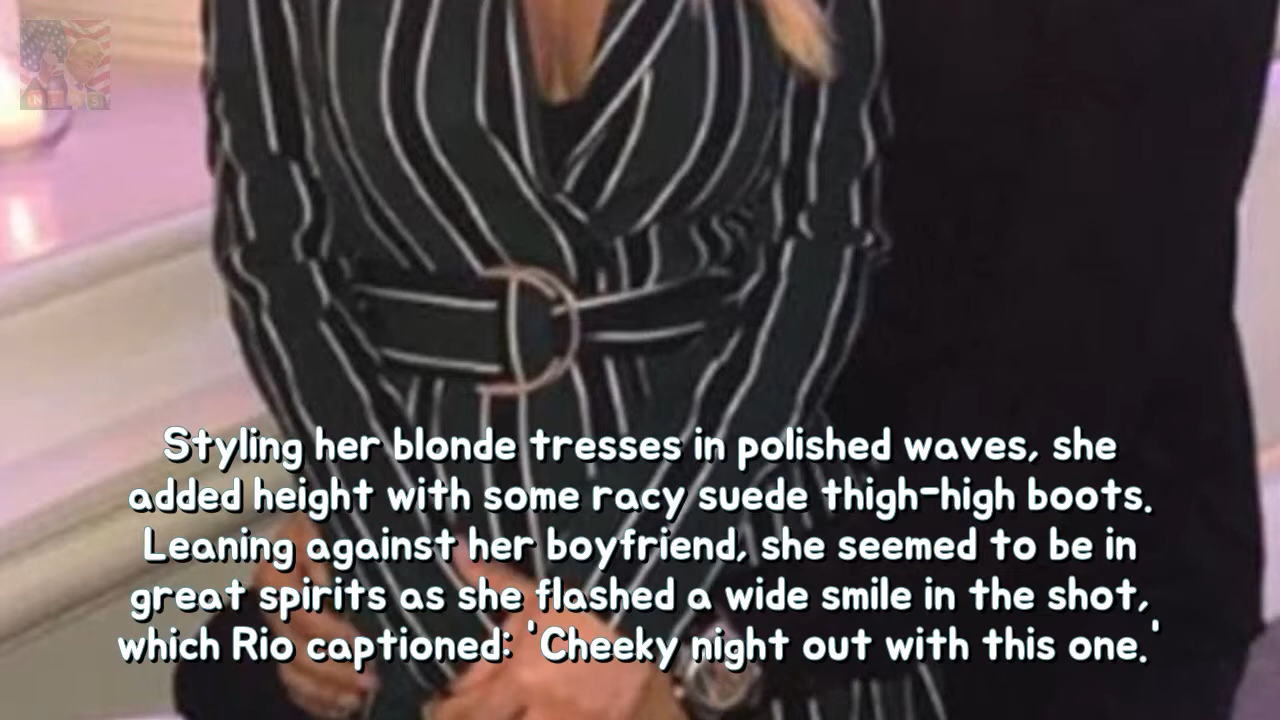 Styling her blonde tresses in polished waves, she
added height with some racy suede thigh-high boots.
Leaning against her boyfriend, she seemed to be in
great spirits as she flashed a wide smile in the shot,
which Rio captioned: 'Cheeky night out with this one.'